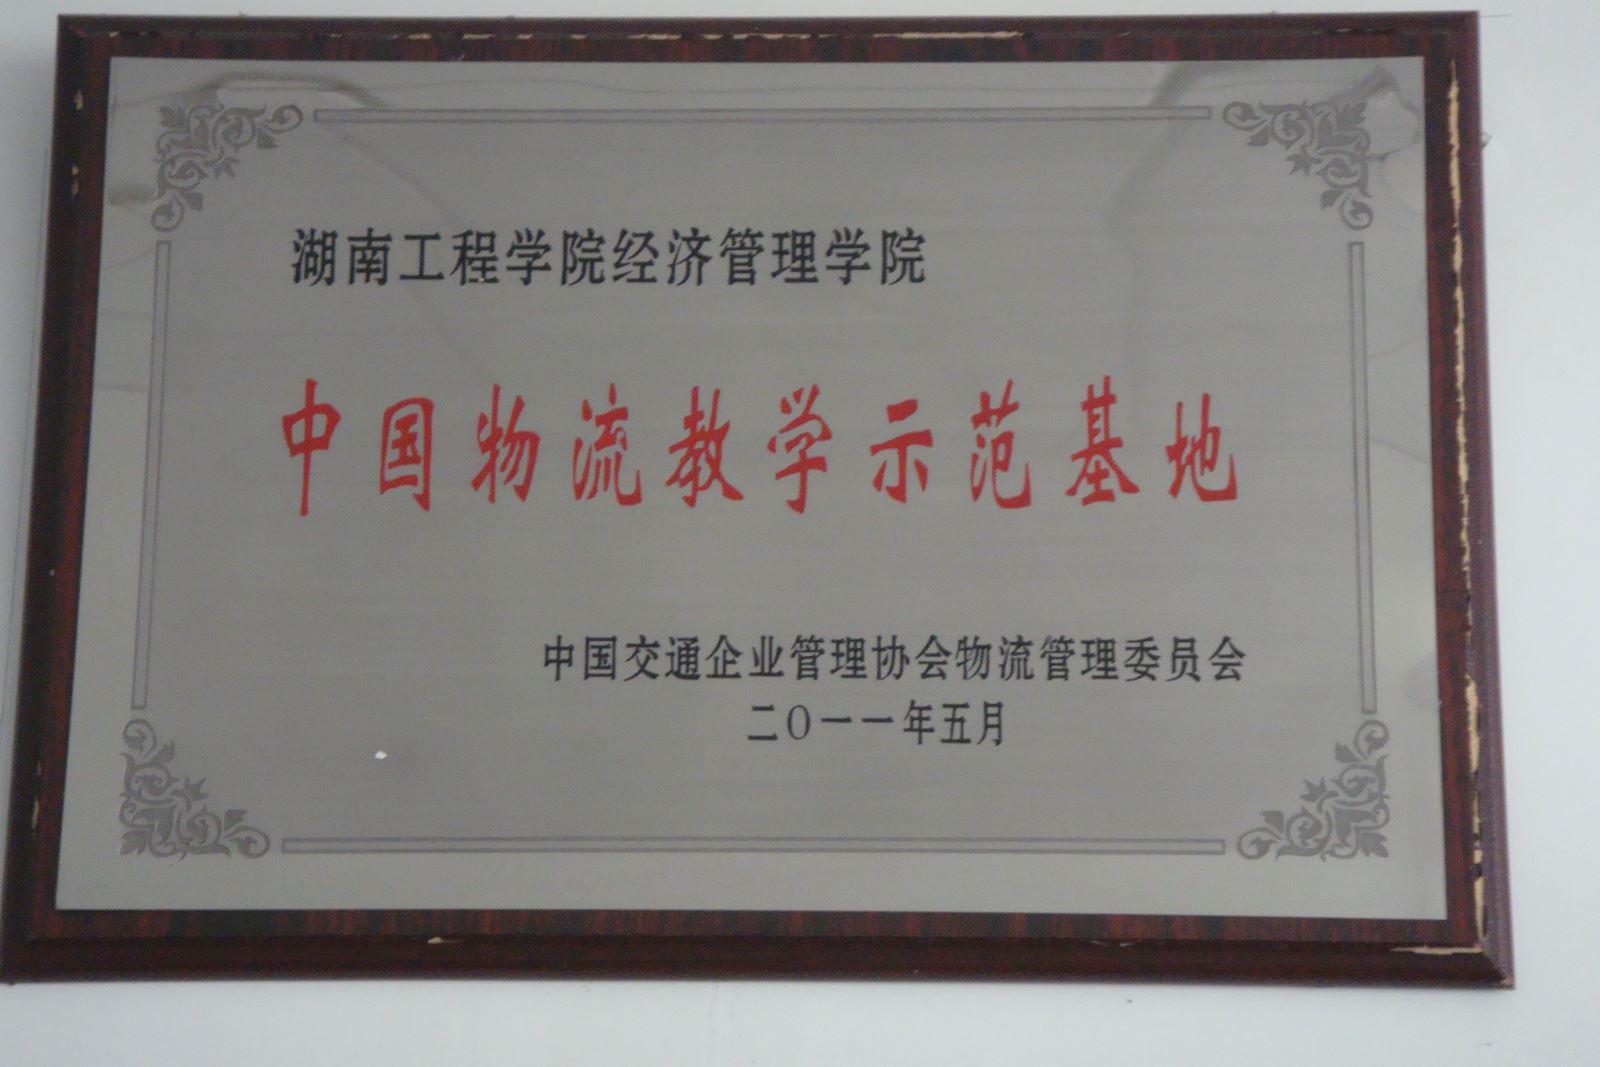 湖南工程学院经济管理学院
中国物流教学示范基地
中国交通企业管理协会物流管理委员会
二〇一一年五月